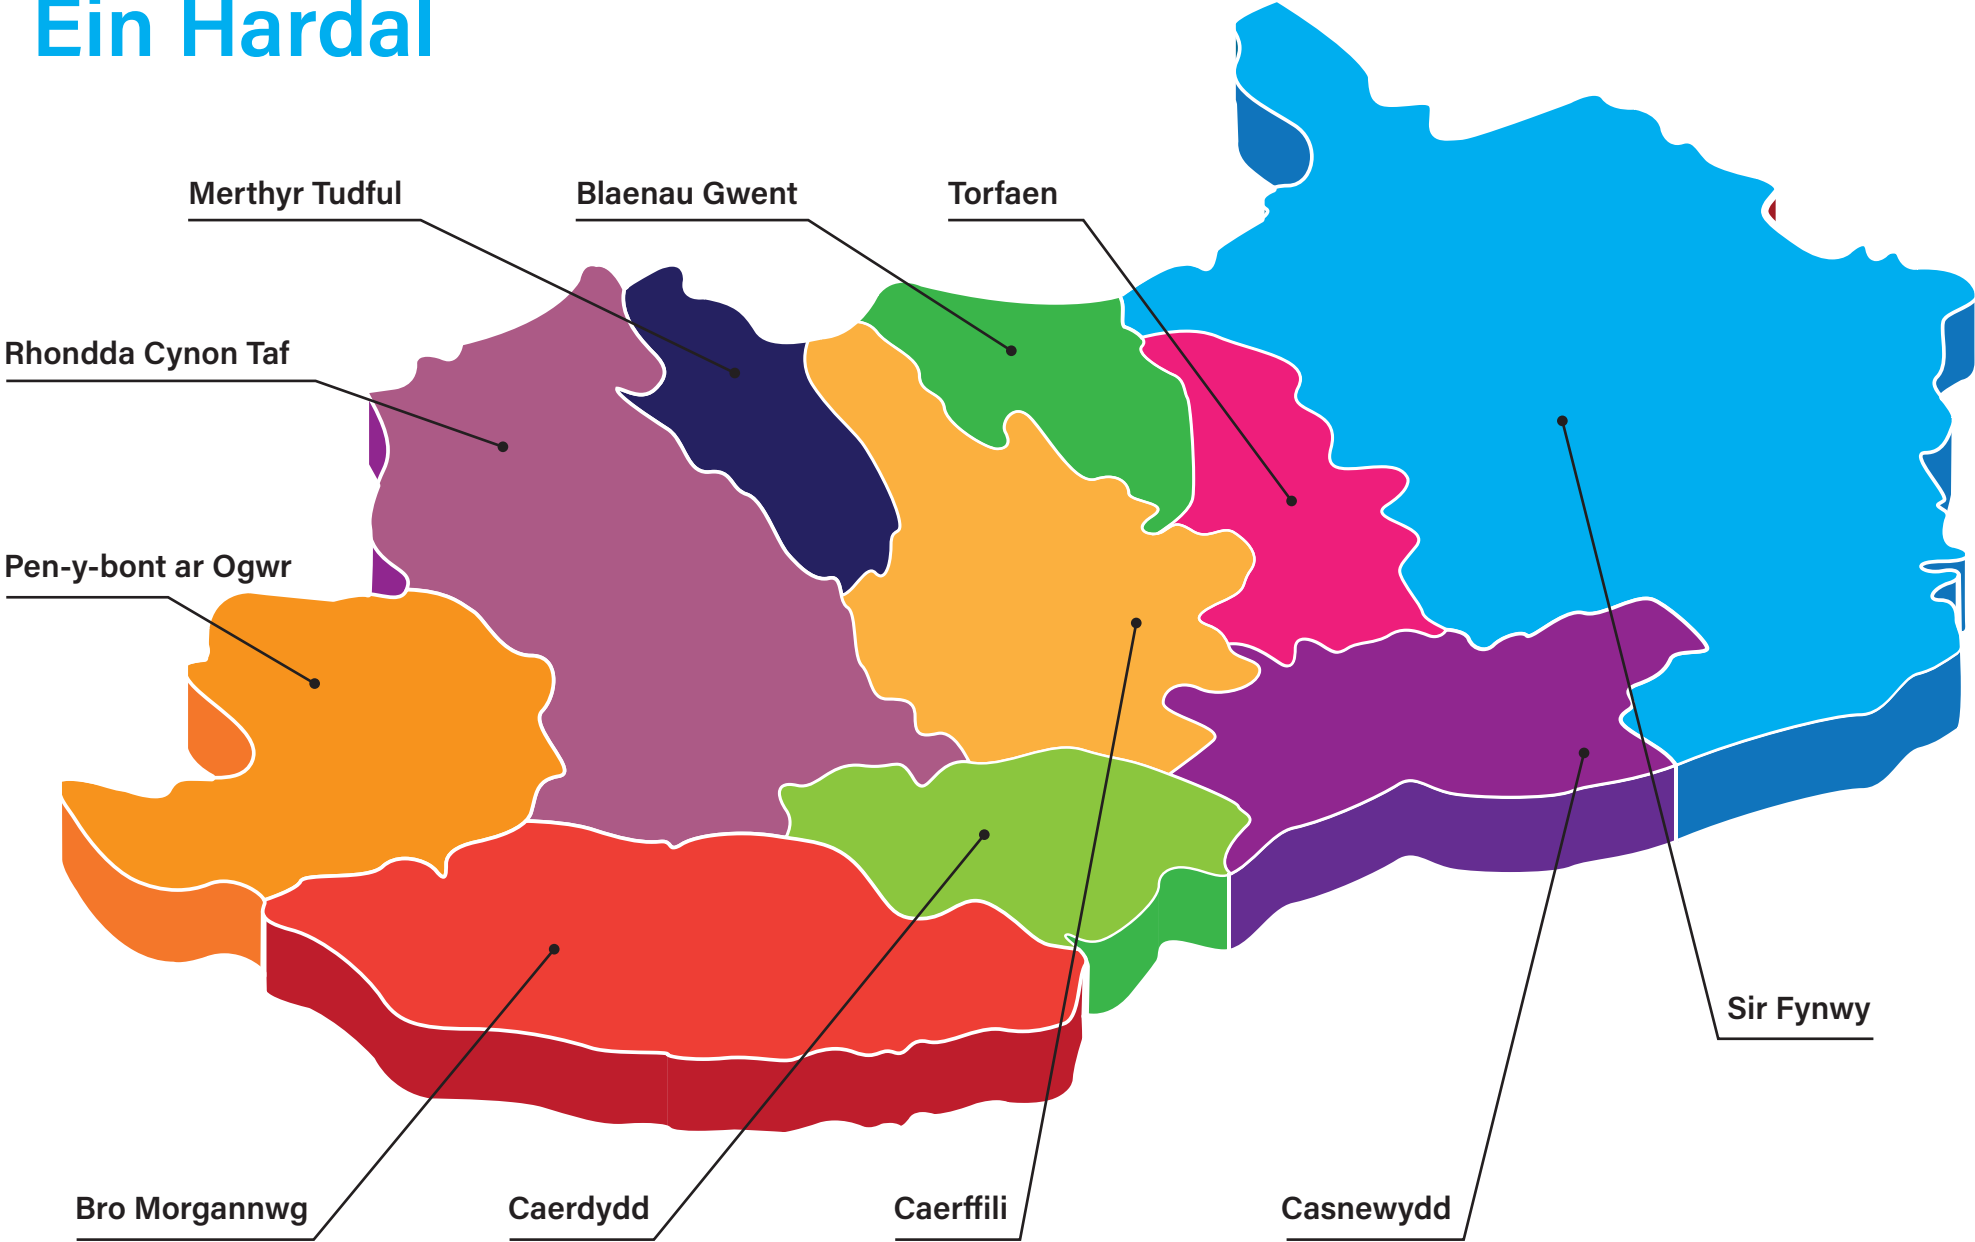 Ein Hardal
Merthyr Tudful
Blaenau Gwent
Torfaen
Rhondda Cynon Taf
Pen-y-bont ar Ogwr
Sir Fynwy
Bro Morgannwg
Caerdydd
Caerffili
Casnewydd